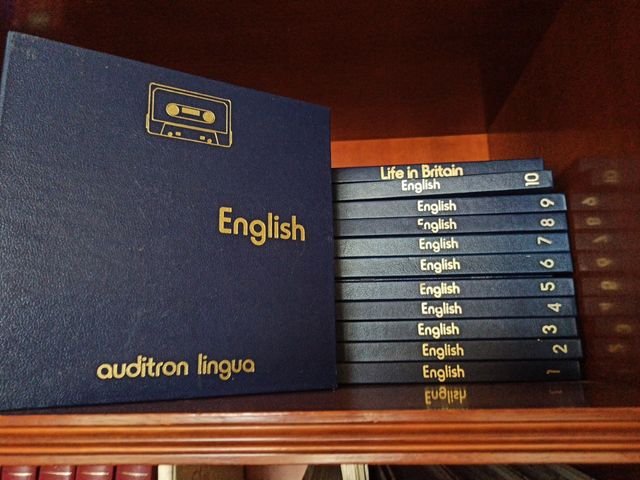 English
auditron lingua
Life in Britain
English 10
English 9
English 8
English 7
English 6
English 5
English 4
English 3
English 2
English 1